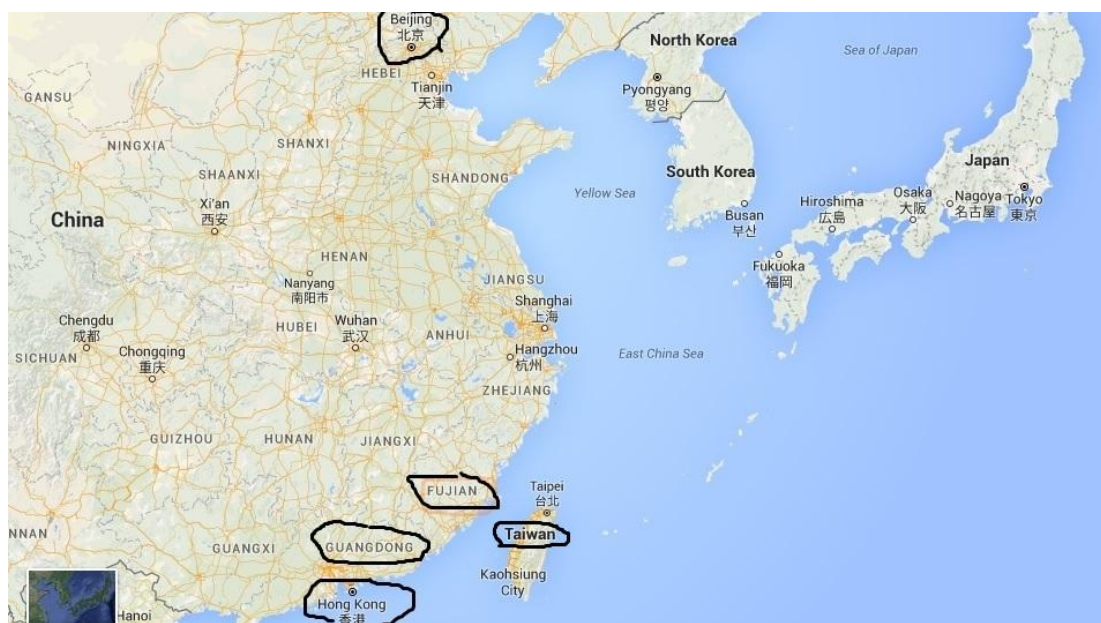 Beijing
北京
North Korea
Sea of Japan
HEBEI
Tianjin
天津
Pyongyang
평양
GANSU
NINGXIA
SHANXI
Japan
SHAANXI
SHANDONG
South Korea
Yellow Sea
Xi'an
西安
China
Busan
부산
Hiroshima
広島
Osaka
大阪
Nagoya
名古屋
Tokyo
東京
HENAN
Fukuoka
福岡
Nanyang
南阳市
JIANGSU
Shanghai
上海
Chengdu
成都
HUBEI
Wuhan
武汉
ANHUI
SICHUAN
Chongqing
重庆
Hangzhou
杭州
East China Sea
ZHEJIANG
GUIZHOU
HUNAN
JIANGXI
FUJIAN
Taipei
台北
NNAN
GUANGXI
GUANGDONG
Taiwan
Kaohsiung
City
Hong Kong
香港
Hanoi